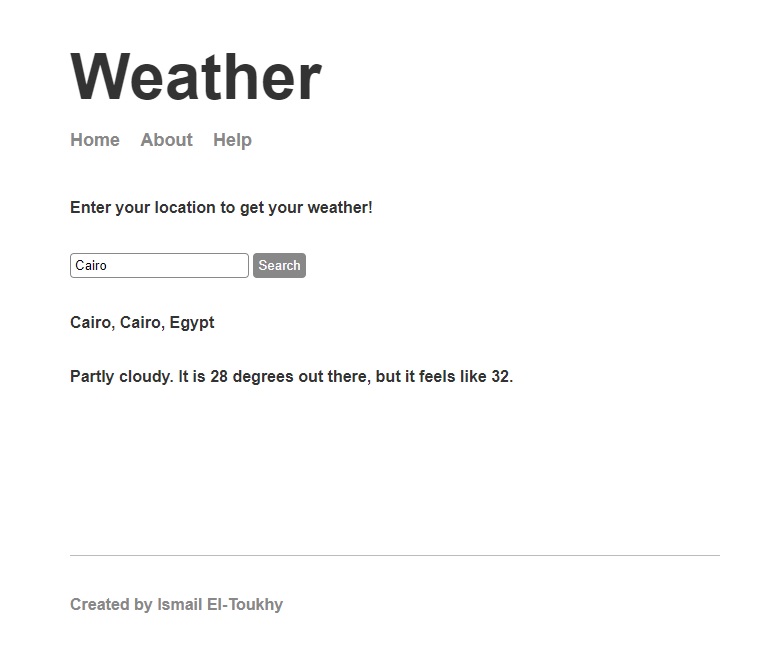 Weather
Home About Help
Enter your location to get your weather!
Cairo Search
Cairo, Cairo, Egypt
Partly cloudy. It is 28 degrees out there, but it feels like 32.
Created by Ismail El-Toukhy